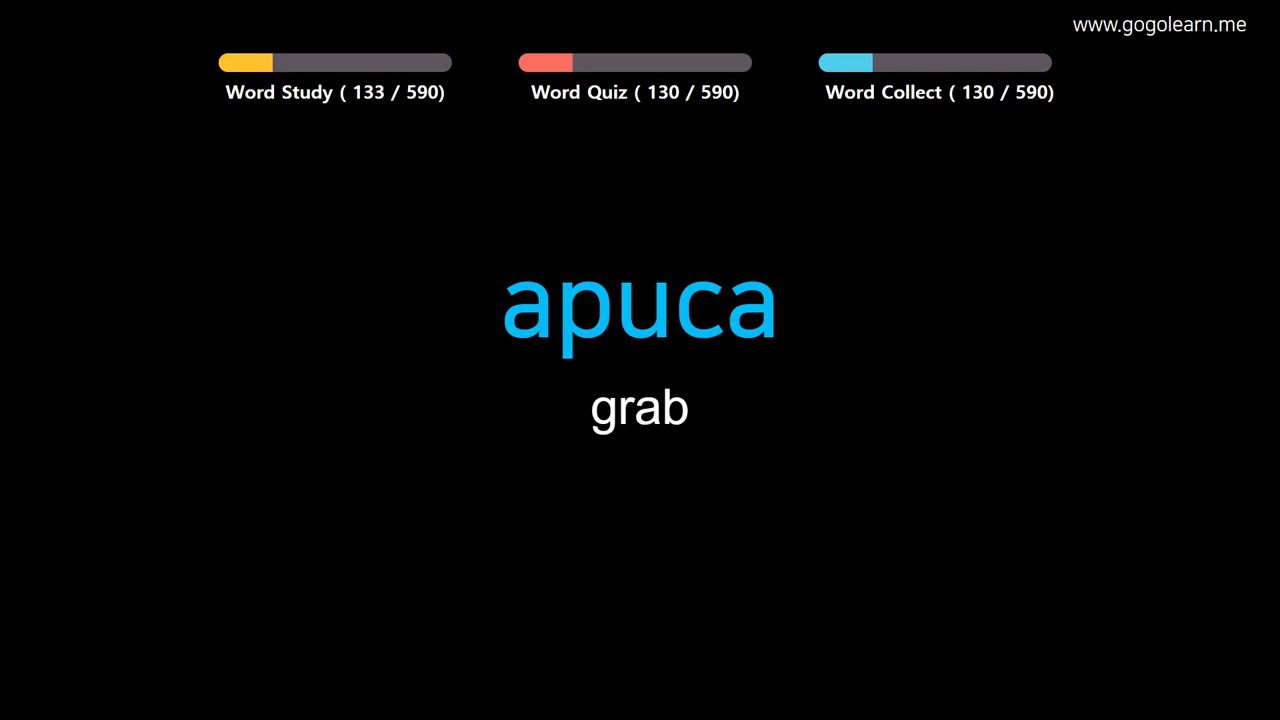 www.gogolearn.me
Word Study ( 133 / 590)
Word Quiz ( 130 / 590)
Word Collect ( 130 / 590)
apuca
grab